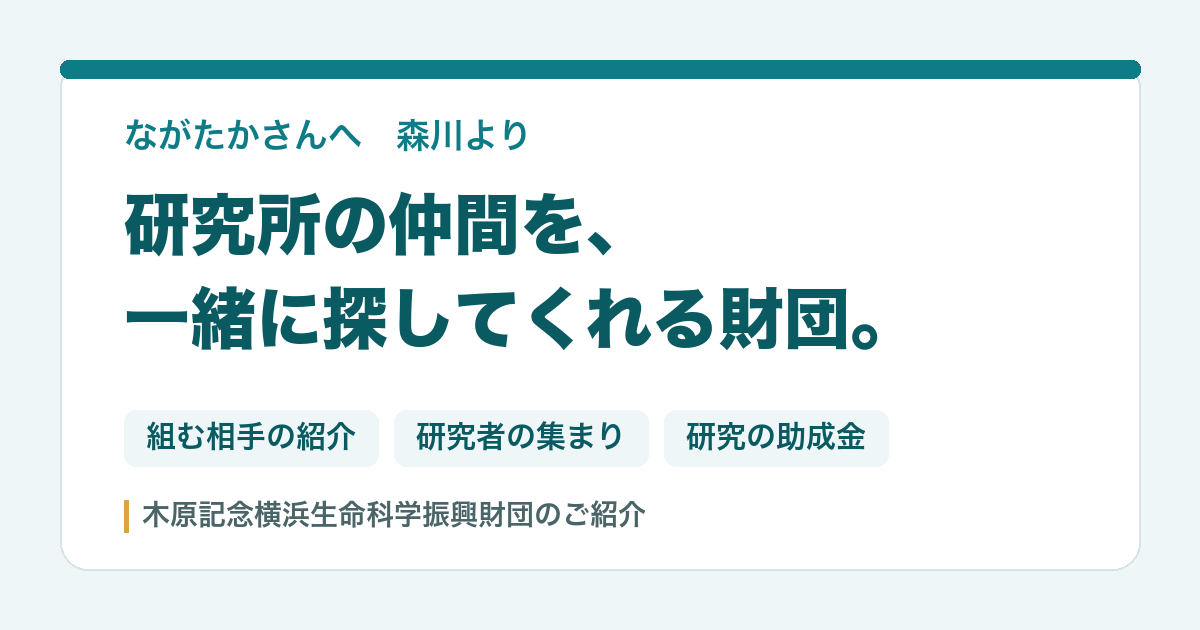 ながたかさんへ　森川より
研究所の仲間を、
一緒に探してくれる財団。
組む相手の紹介
研究者の集まり
研究の助成金
木原記念横浜生命科学振興財団のご紹介